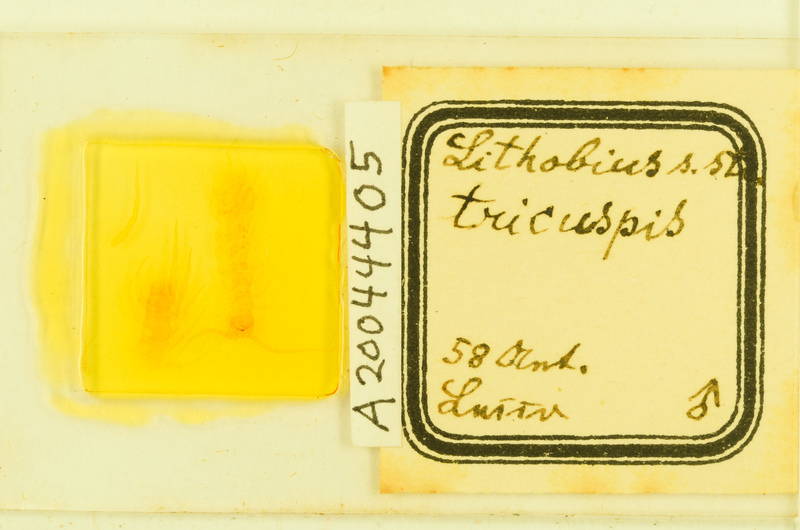 A20044405
Lithobius s. str.
tricuspis
58 Ant.
♂